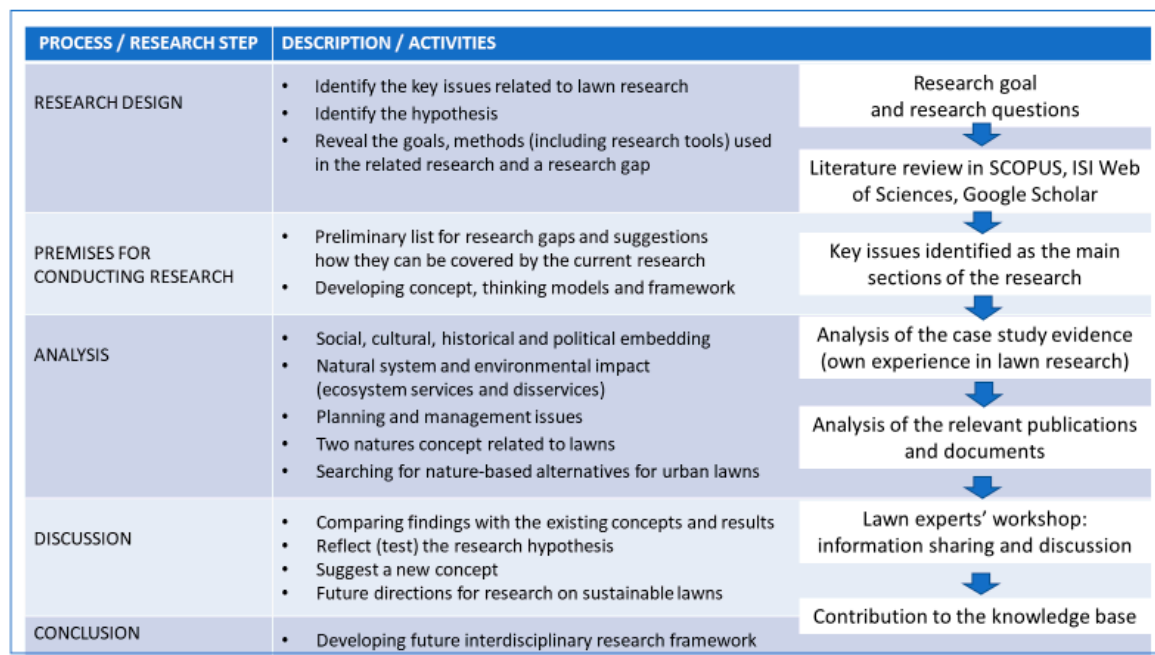 PROCESS / RESEARCH STEP
DESCRIPTION / ACTIVITIES
RESEARCH DESIGN
• Identify the key issues related to lawn research
• Identify the hypothesis
• Reveal the goals, methods (including research tools) used
in the related research and a research gap
PREMISES FOR
CONDUCTING RESEARCH
• Preliminary list for research gaps and suggestions
how they can be covered by the current research
• Developing concept, thinking models and framework
ANALYSIS
• Social, cultural, historical and political embedding
• Natural system and environmental impact
(ecosystem services and disservices)
• Planning and management issues
• Two natures concept related to lawns
• Searching for nature-based alternatives for urban lawns
DISCUSSION
• Comparing findings with the existing concepts and results
• Reflect (test) the research hypothesis
• Suggest a new concept
• Future directions for research on sustainable lawns
CONCLUSION
• Developing future interdisciplinary research framework
Research goal
and research questions
Literature review in SCOPUS, ISI Web
of Sciences, Google Scholar
Key issues identified as the main
sections of the research
Analysis of the case study evidence
(own experience in lawn research)
Analysis of the relevant publications
and documents
Lawn experts’ workshop:
information sharing and discussion
Contribution to the knowledge base